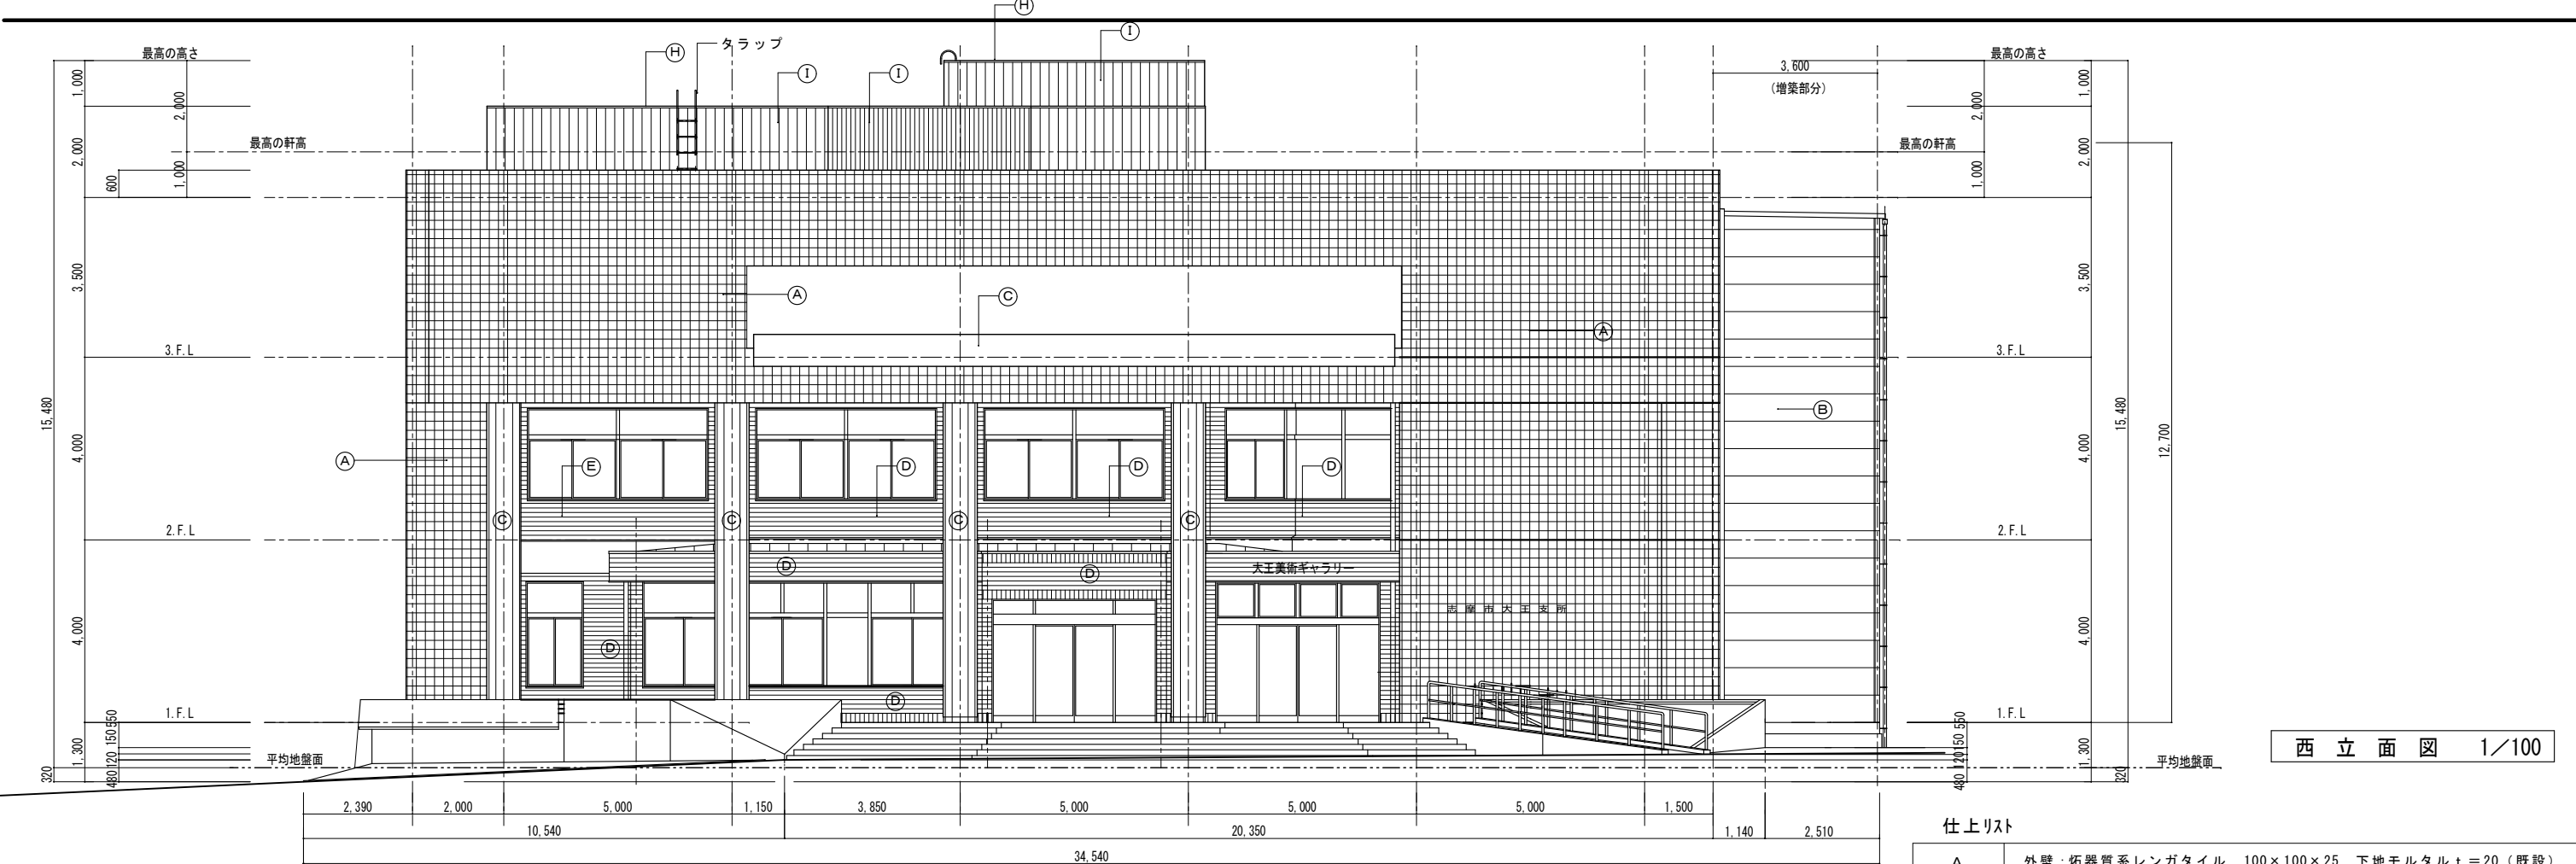 H
I
タラップ
H
I
I
最高の高さ
最高の高さ
3,600
(増築部分)
1,000
2,000
1,000
2,000
最高の軒高
最高の軒高
2,000
600
1,000
2,000
1,000
3,500
3,500
A
C
A
3.F.L
3.F.L
15,480
15,480
12,700
B
4,000
4,000
A
E
D
D
D
C
C
C
C
2.F.L
2.F.L
D
D
大王美術ギャラリー
志摩市大王支所
4,000
4,000
D
D
1.F.L
1.F.L
550
150
120
480
1,300
320
550
150
120
480
1,300
320
平均地盤面
平均地盤面
西立面図 1/100
2,390 2,000 5,000 1,150 3,850 5,000 5,000 5,000 1,500
10,540 20,350 1,140 2,510
34,540
仕上リスト
A 外壁:炻器質系レンガタイル 100×100×25 下地モルタル t=20(既設)